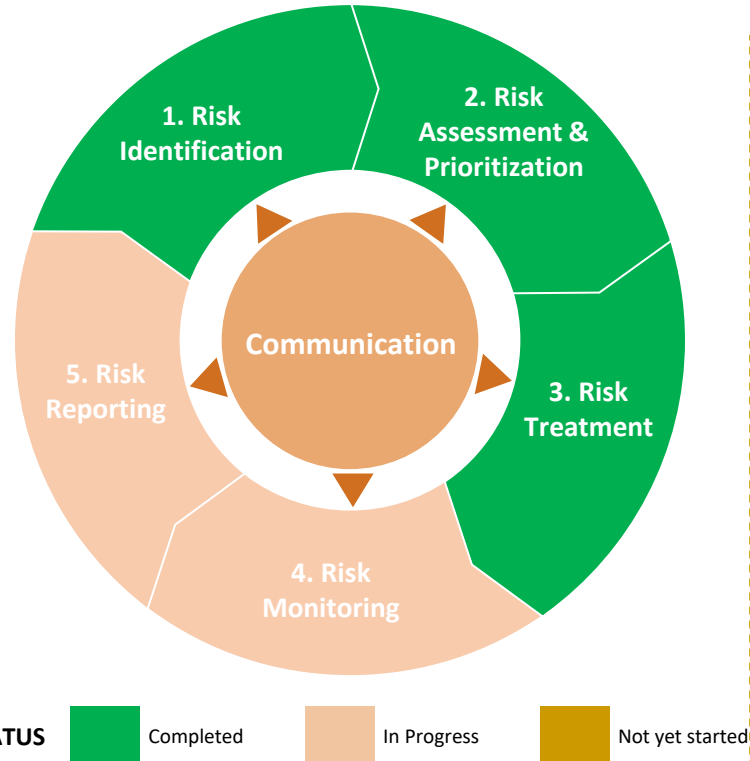 1. Risk
Identification
2. Risk
Assessment &
Prioritization
Communication
3. Risk
Treatment
4. Risk
Monitoring
5. Risk
Reporting
ATUS
Completed
In Progress
Not yet started